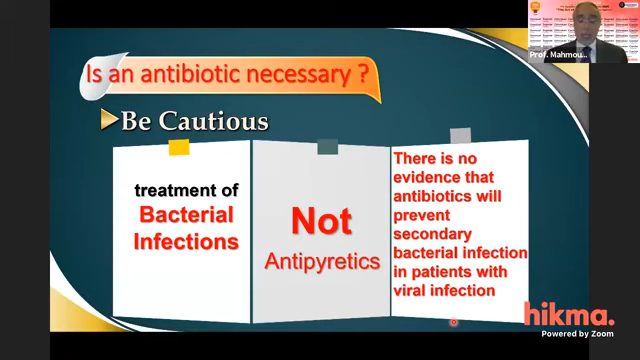 Is an antibiotic necessary ?
Be Cautious
treatment of
Bacterial
Infections
Not
Antipyretics
There is no
evidence that
antibiotics will
prevent
secondary
bacterial infection
in patients with
viral infection
Prof. Mahmou...
hikma.
Powered by Zoom